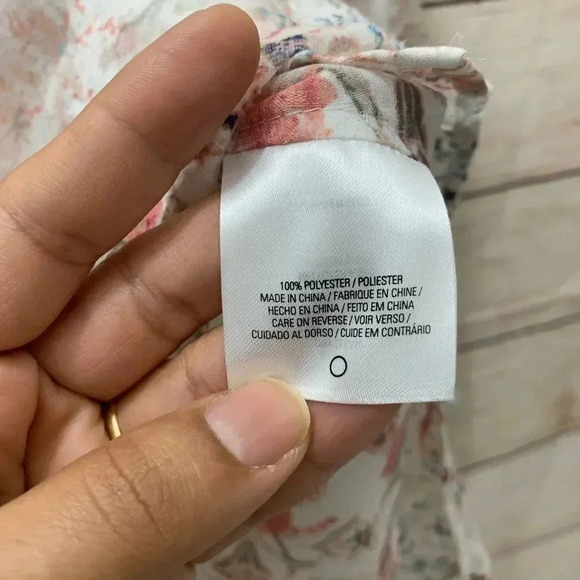 100% POLYESTER / POLIESTER
MADE IN CHINA / FABRIQUE EN CHINE /
HECHO EN CHINA / FEITO EM CHINA
CARE ON REVERSE / VOIR VERSO /
CUIDADO AL DORSO / CUIDE EM CONTRÁRIO
O